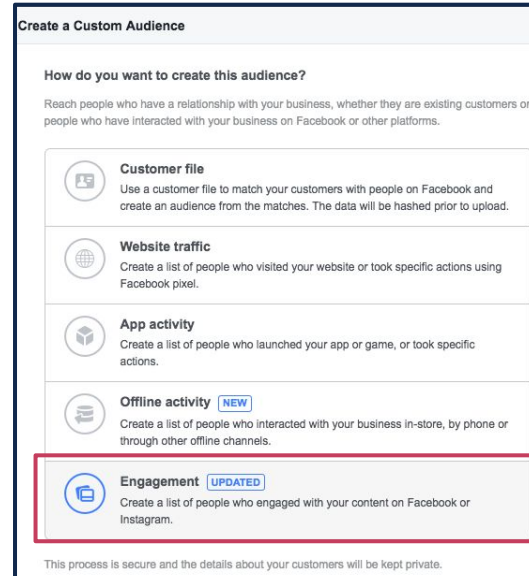 Create a Custom Audience
How do you want to create this audience?
Reach people who have a relationship with your business, whether they are existing customers or
people who have interacted with your business on Facebook or other platforms.
Customer file
Use a customer file to match your customers with people on Facebook and
create an audience from the matches. The data will be hashed prior to upload.
Website traffic
Create a list of people who visited your website or took specific actions using
Facebook pixel.
App activity
Create a list of people who launched your app or game, or took specific
actions.
Offline activity NEW
Create a list of people who interacted with your business in-store, by phone or
through other offline channels.
Engagement UPDATED
Create a list of people who engaged with your content on Facebook or
Instagram.
This process is secure and the details about your customers will be kept private.